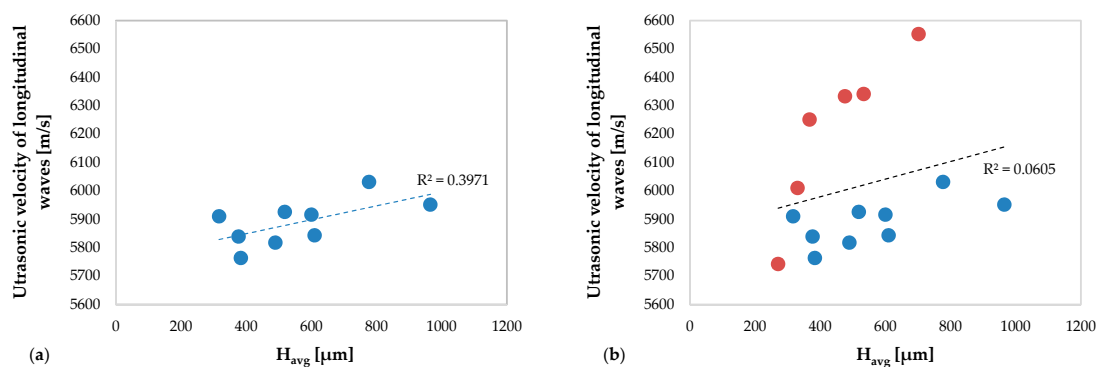 Utrasonic velocity of longitudinal
waves [m/s]
6600
6500
6400
6300
6200
6100
6000
5900
5800
5700
5600
R² = 0.3971
0 200 400 600 800 1000 1200
(a) Havg [µm]
Utrasonic velocity of longitudinal
waves [m/s]
6600
6500
6400
6300
6200
6100
6000
5900
5800
5700
5600
R² = 0.0605
0 200 400 600 800 1000 1200
(b) Havg [µm]